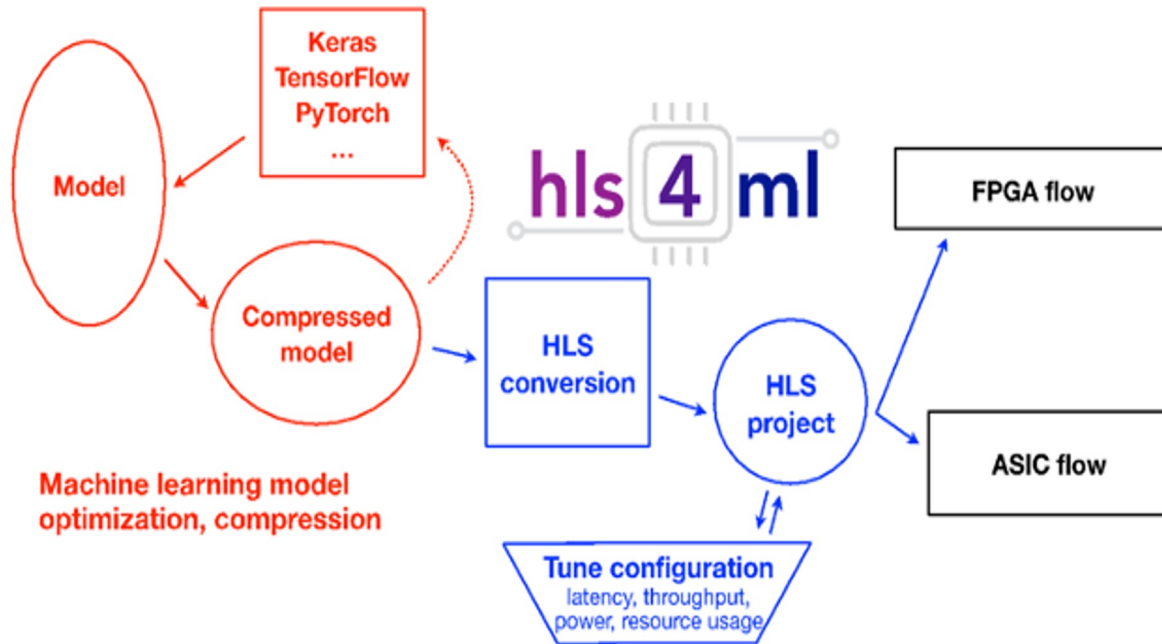 Keras
TensorFlow
PyTorch
...
Model
hls 4 ml
FPGA flow
Compressed
model
HLS
conversion
HLS
project
ASIC flow
Machine learning model
optimization, compression
Tune configuration
latency, throughput,
power, resource usage